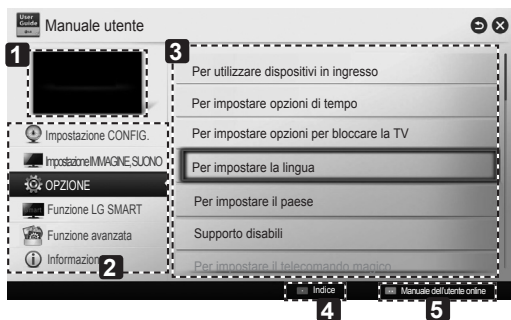 User
Guide
Manuale utente
1
3
Per utilizzare dispositivi in ingresso
Per impostare opzioni di tempo
Impostazione CONFIG.
Per impostare opzioni per bloccare la TV
Impostazione IMMAGINE, SUONO
Per impostare la lingua
OPZIONE
Per impostare il paese
Funzione LG SMART
Funzione avanzata
Supporto disabili
Informazion
2
Per impostare il telecomando magico
Indice
Manuale dell'utente online
4
5